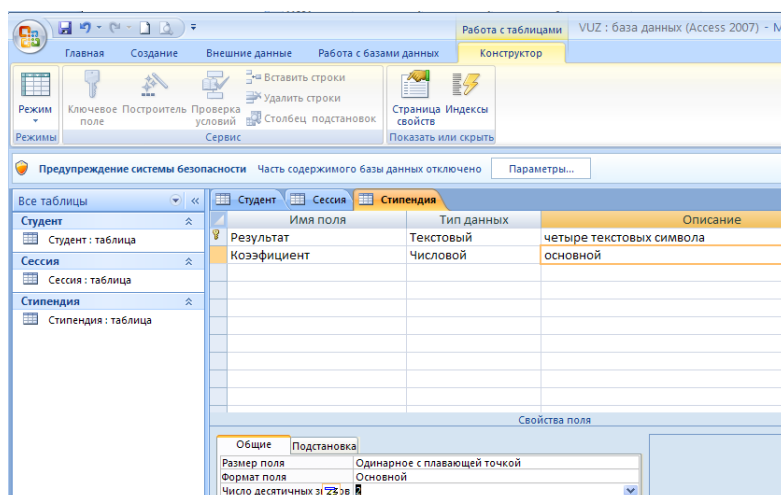 Работа с таблицами
VUZ : база данных (Access 2007) - M
Главная Создание Внешние данные Работа с базами данных Конструктор
Режим
Ключевое поле
Построитель
Проверка условий
Вставить строки
Удалить строки
Столбец подстановок
Страница свойств
Индексы
Режимы Сервис Показать или скрыть
Предупреждение системы безопасности Часть содержимого базы данных отключено Параметры...
Все таблицы
Студент
Студент : таблица
Сессия
Сессия : таблица
Стипендия
Стипендия : таблица
Студент Сессия Стипендия
Имя поля Тип данных Описание
Результат Текстовый четыре текстовых символа
Коэффициент Числовой основной
Свойства поля
Общие Подстановка
Размер поля Одинарное с плавающей точкой
Формат поля Основной
Число десятичных 2